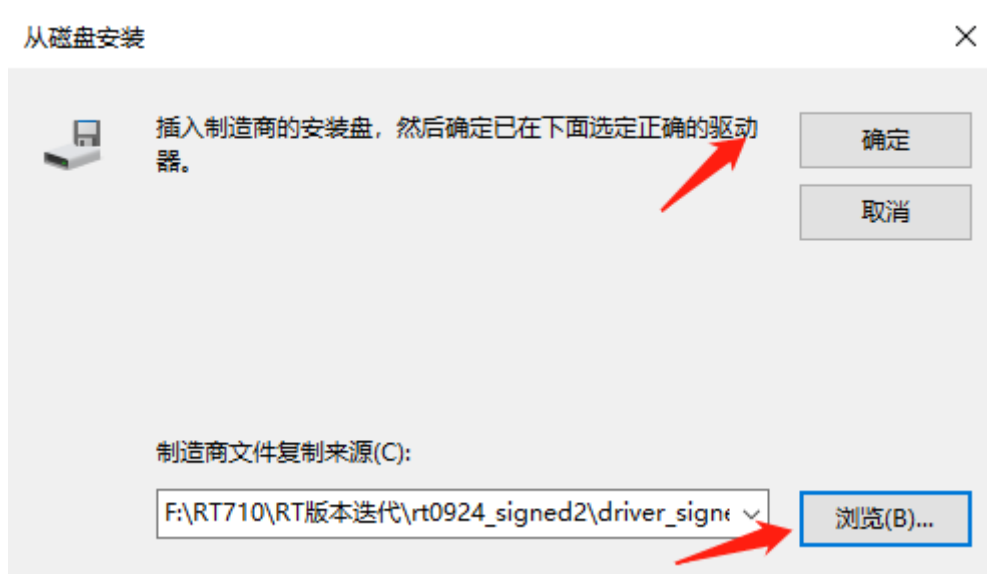 从磁盘安装
插入制造商的安装盘，然后确定已在下面选定正确的驱动
器。
确定
取消
制造商文件复制来源(C):
F:\RT710\RT版本迭代\rt0924_signed2\driver_signe
浏览(B)...